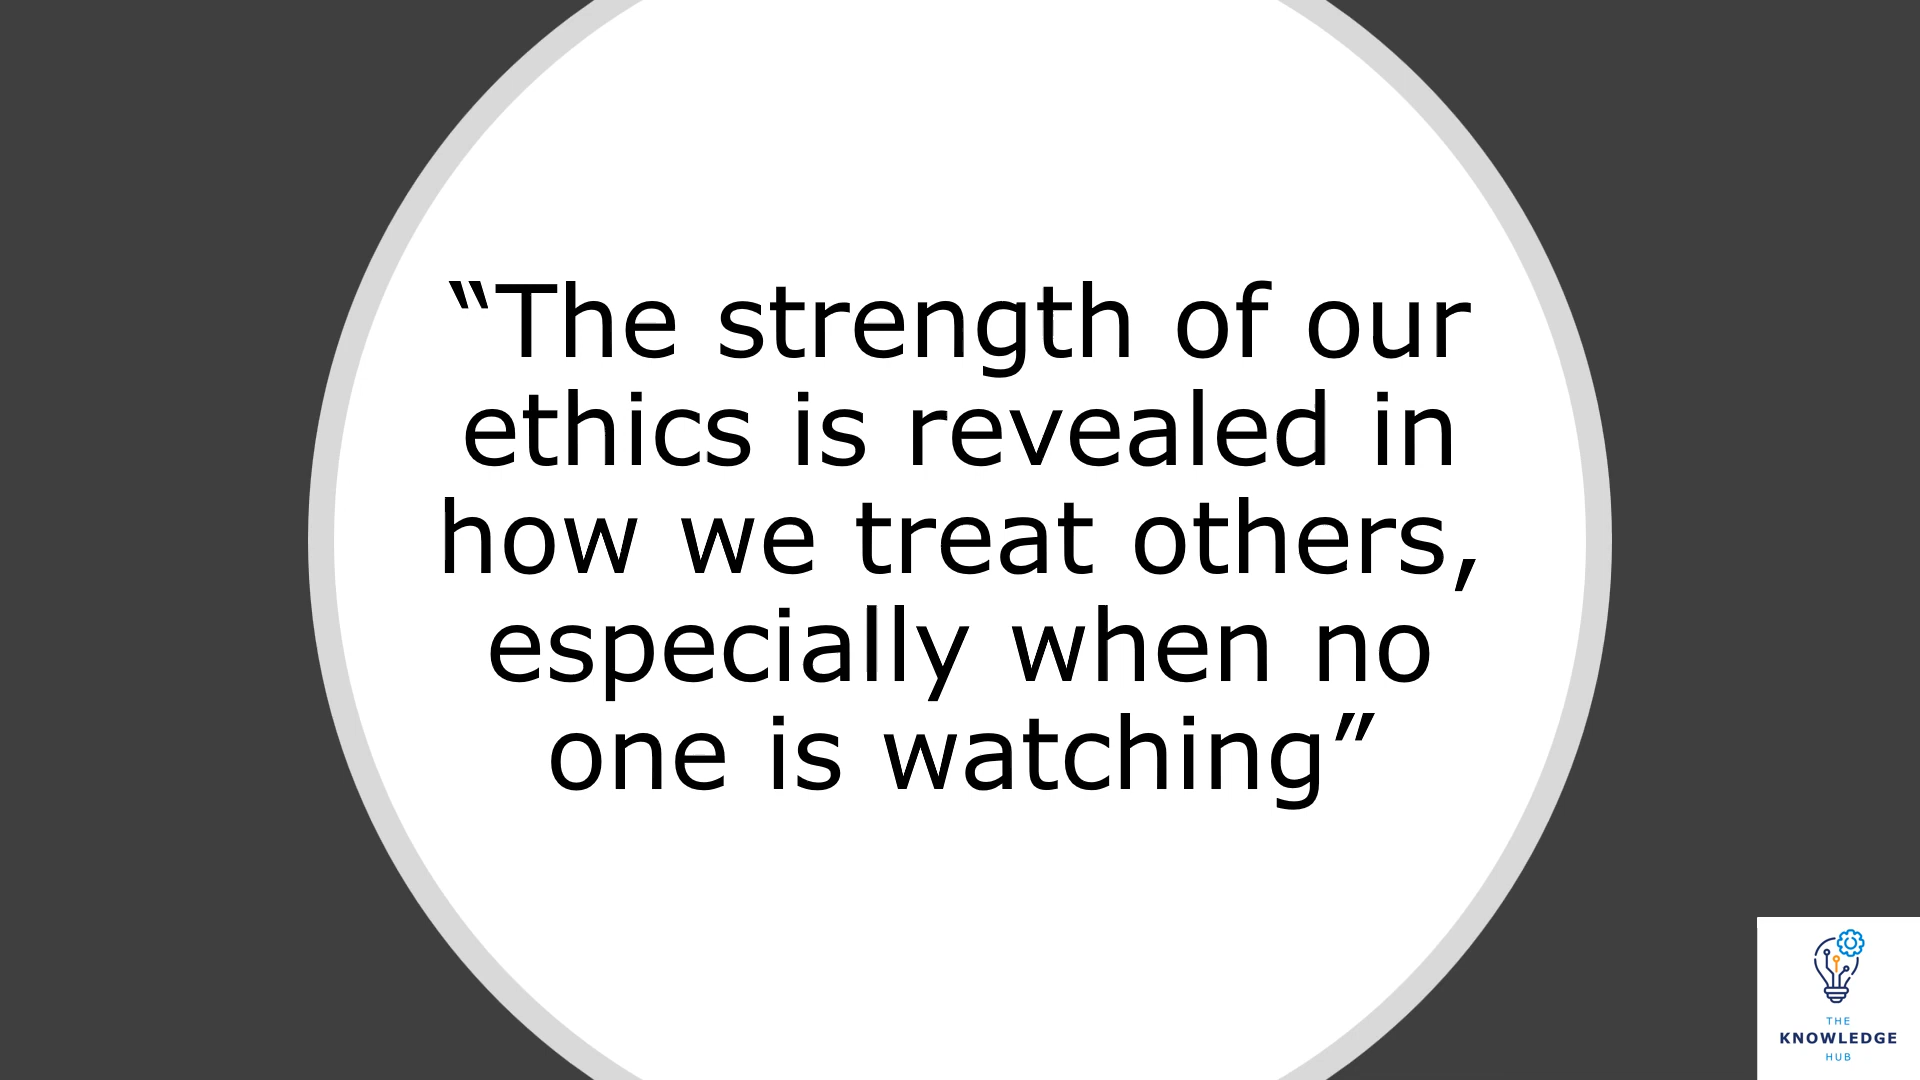 “The strength of our
ethics is revealed in
how we treat others,
especially when no
one is watching”
THE
KNOWLEDGE
HUB